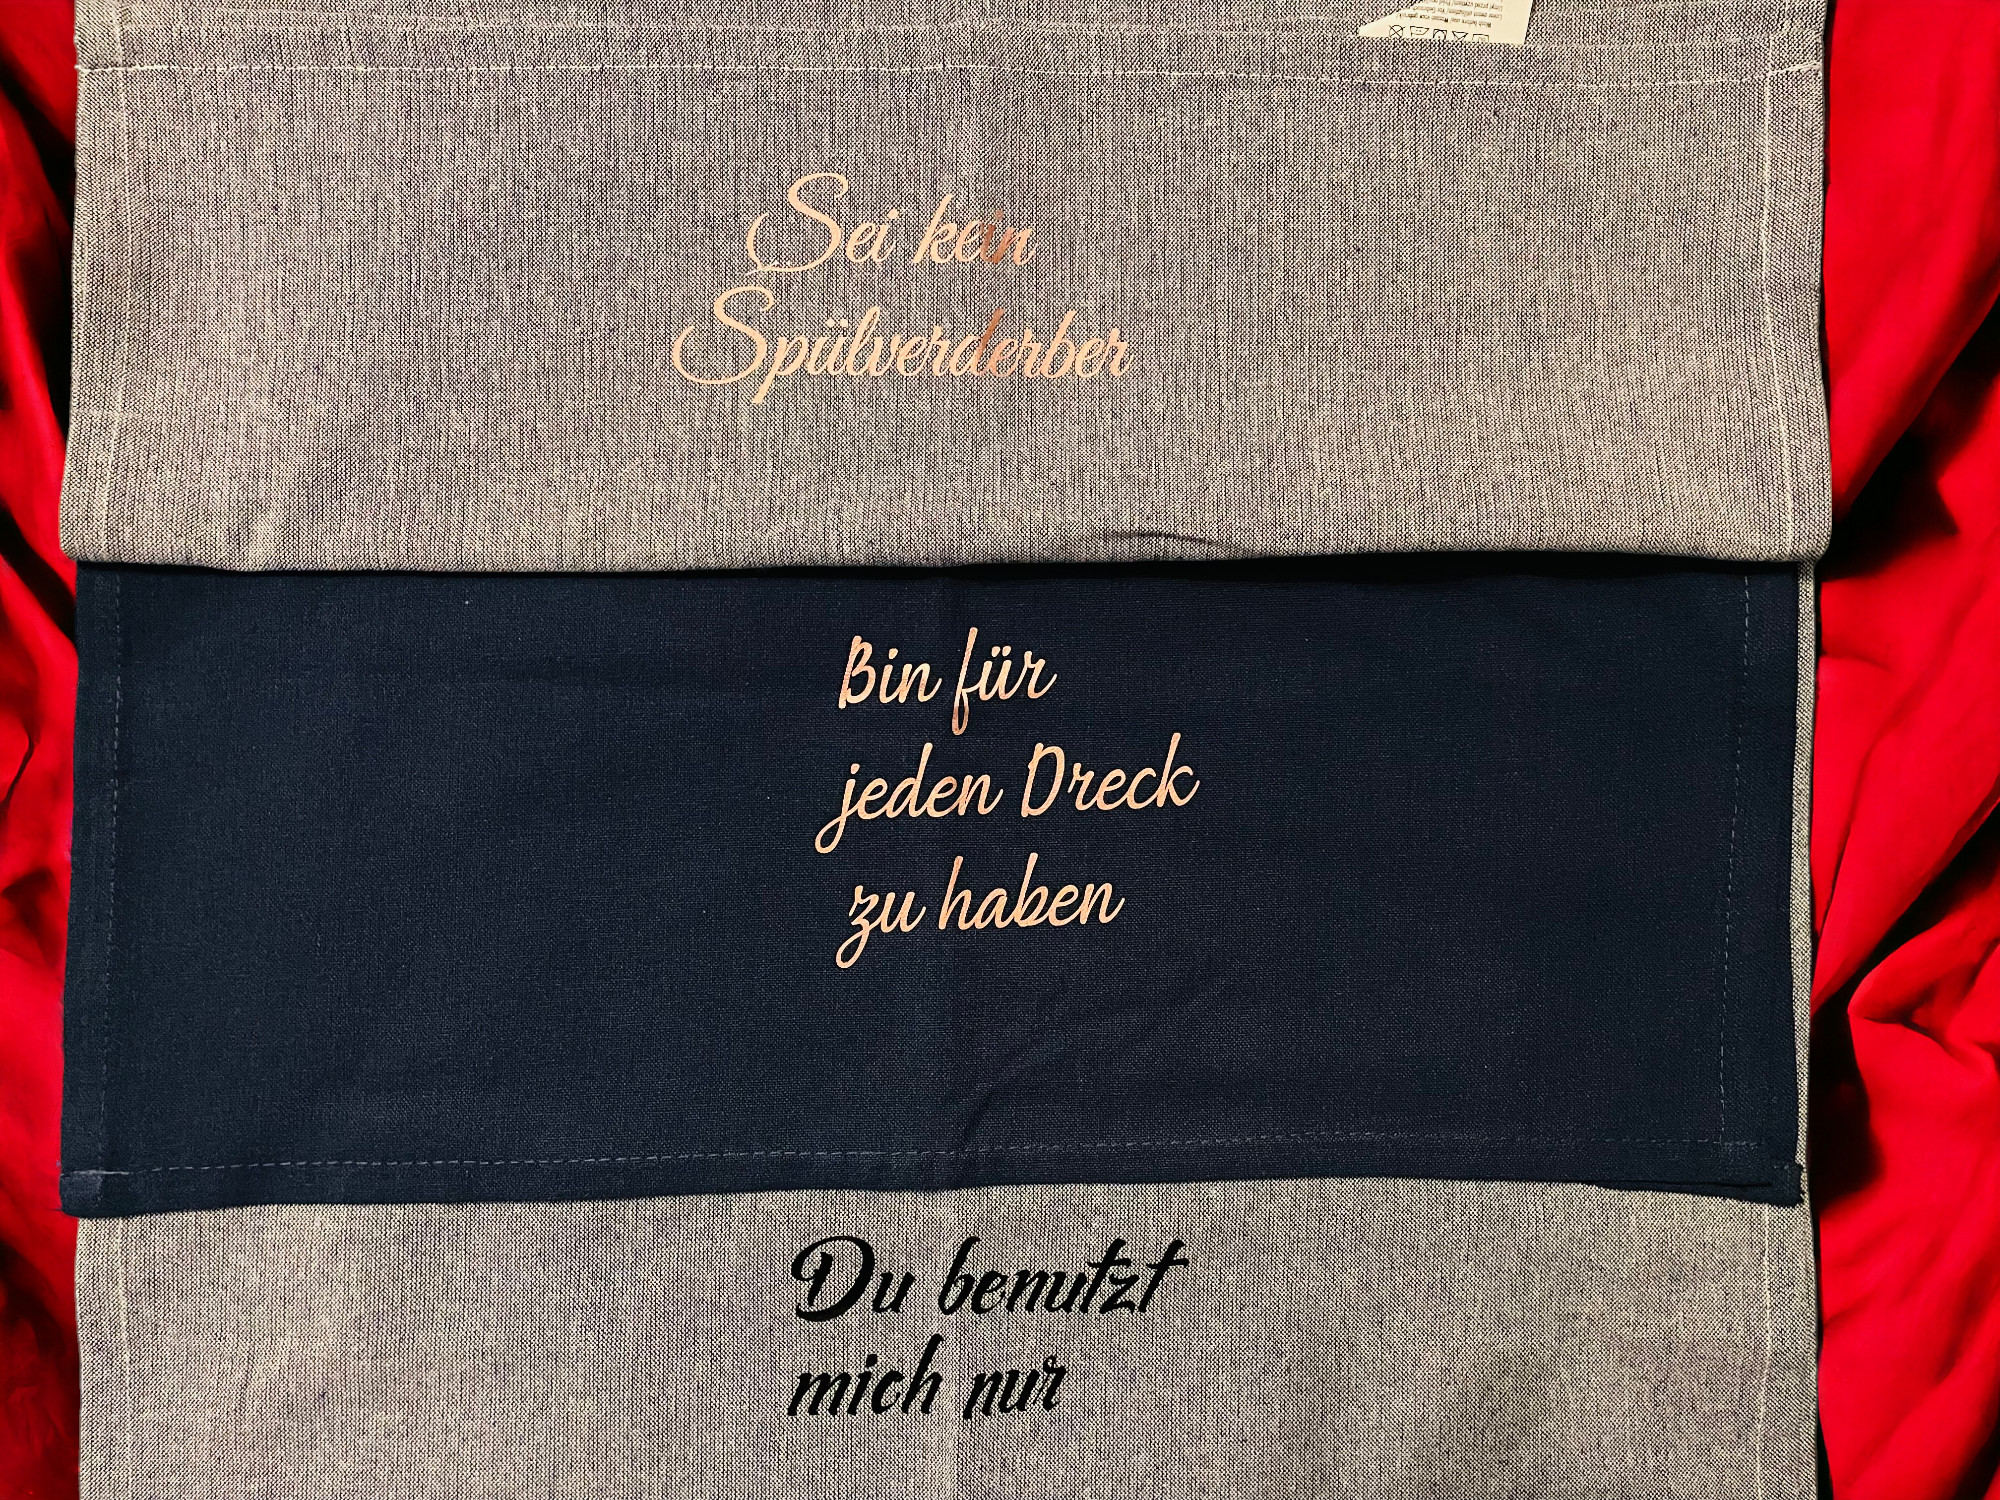 Sei kein
Spülverderber
Bin für
jeden Dreck
zu haben
Du benutzt
mich nur